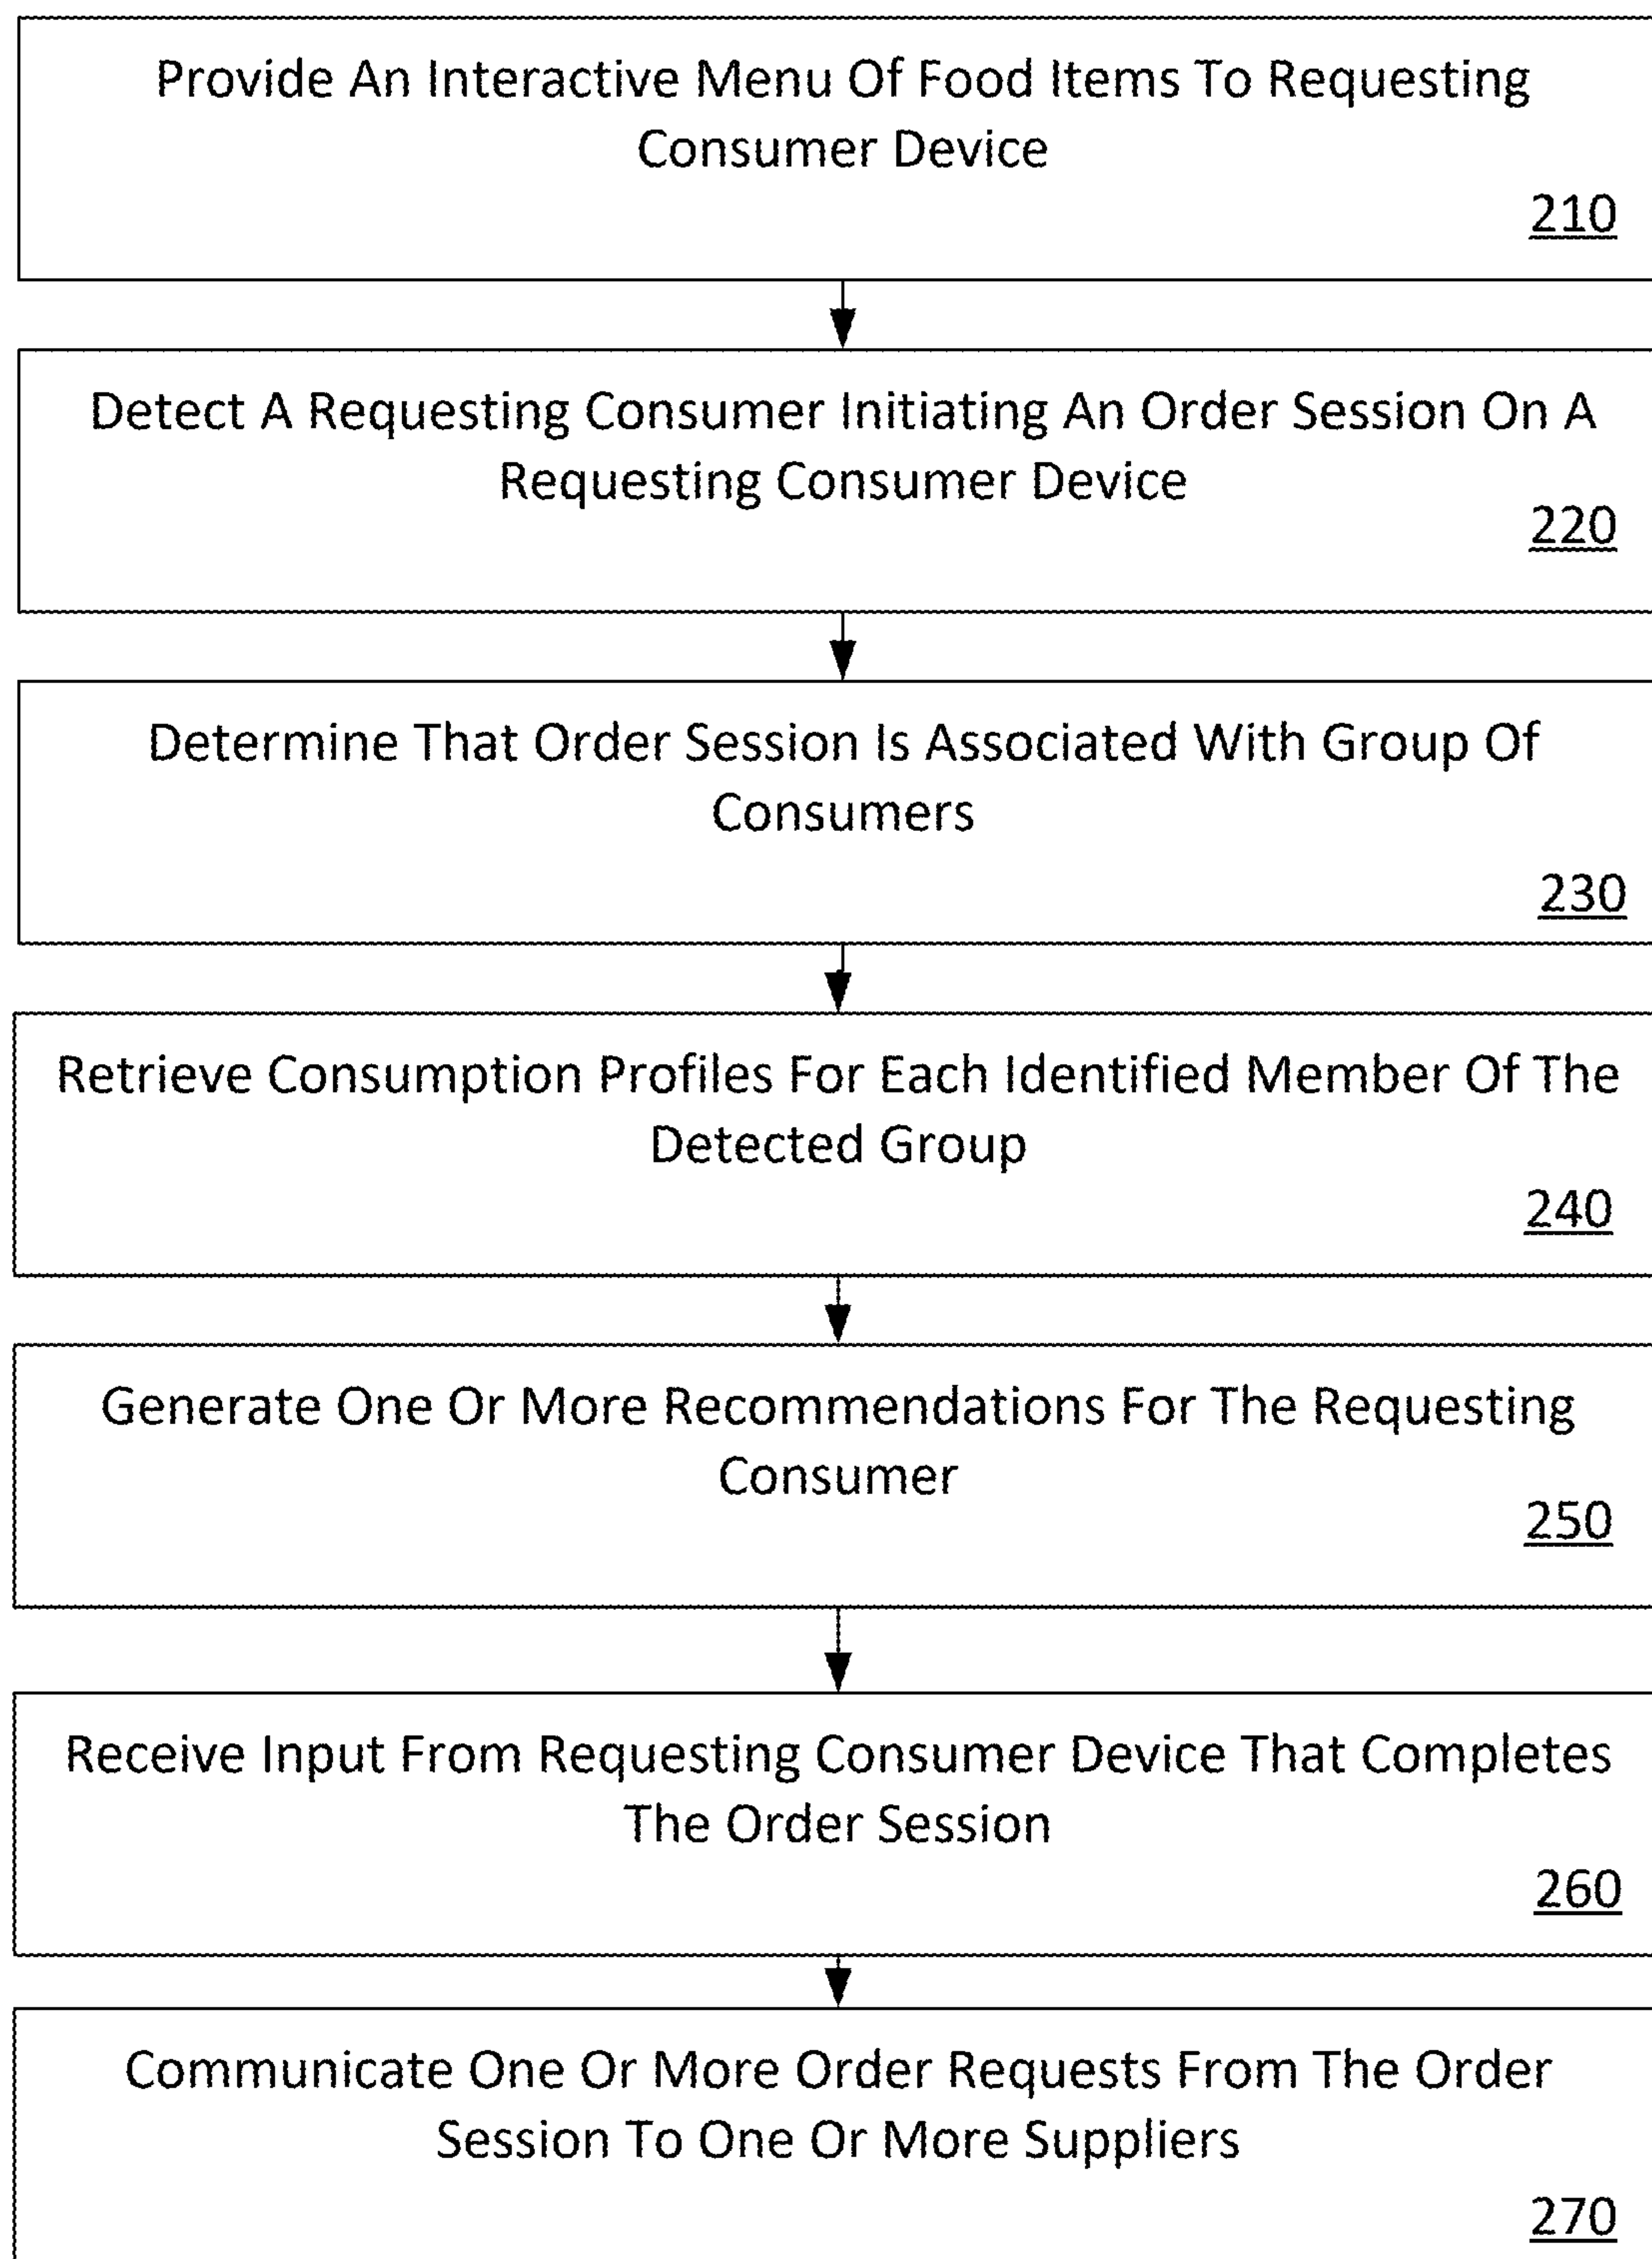 Provide An Interactive Menu Of Food Items To Requesting
Consumer Device
210
Detect A Requesting Consumer Initiating An Order Session On A
Requesting Consumer Device
220
Determine That Order Session Is Associated With Group Of
Consumers
230
Retrieve Consumption Profiles For Each Identified Member Of The
Detected Group
240
Generate One Or More Recommendations For The Requesting
Consumer
250
Receive Input From Requesting Consumer Device That Completes
The Order Session
260
Communicate One Or More Order Requests From The Order
Session To One Or More Suppliers
270